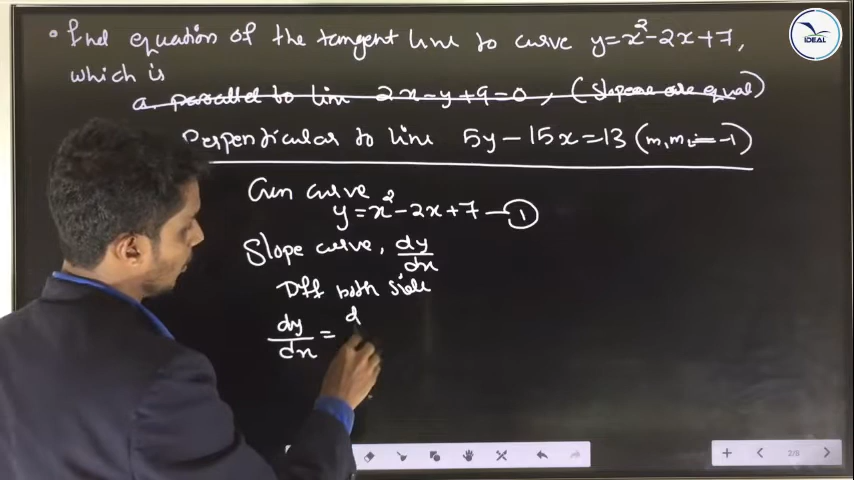 • find equation of the tangent line to curve y=x²-2x+7,
which is
a. parallel to line 2x-y+9=0, (slopes are equal)
Perpendicular to line 5y-15x=13 (m₁m₂=-1)
Given curve
y=x²-2x+7 —①
Slope curve, dy/dx
Diff both side
dy/dx = d
IDEAL
2/8